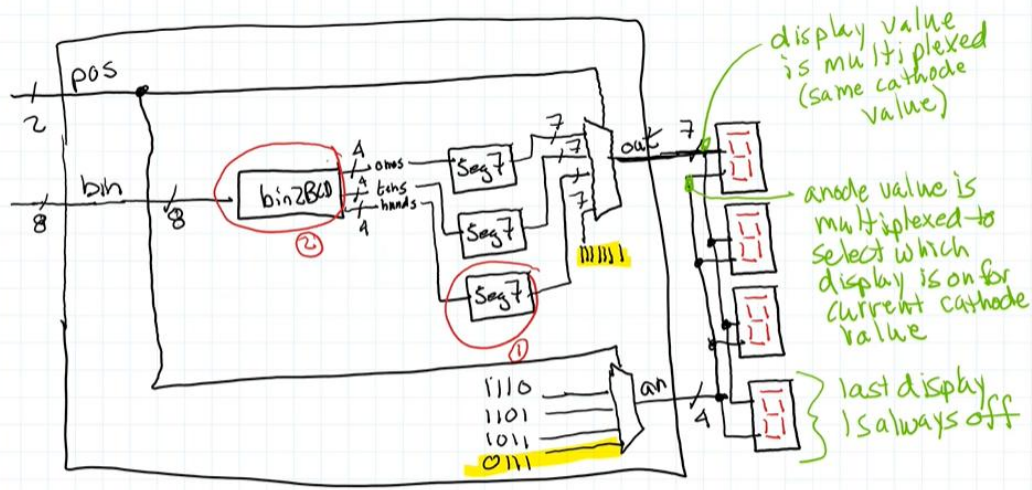 pos
2
bin
8
8
bin2BCD
②
4
ones
4
tens
hunds
4
Seg7
Seg7
Seg7
①
7
7
7
7
1111111
out
7
1110
1101
1011
0111
an
4
display value
is multiplexed
(same cathode
value)
anode value is
multiplexed to
select which
display is on for
current cathode
value
last display
is always off